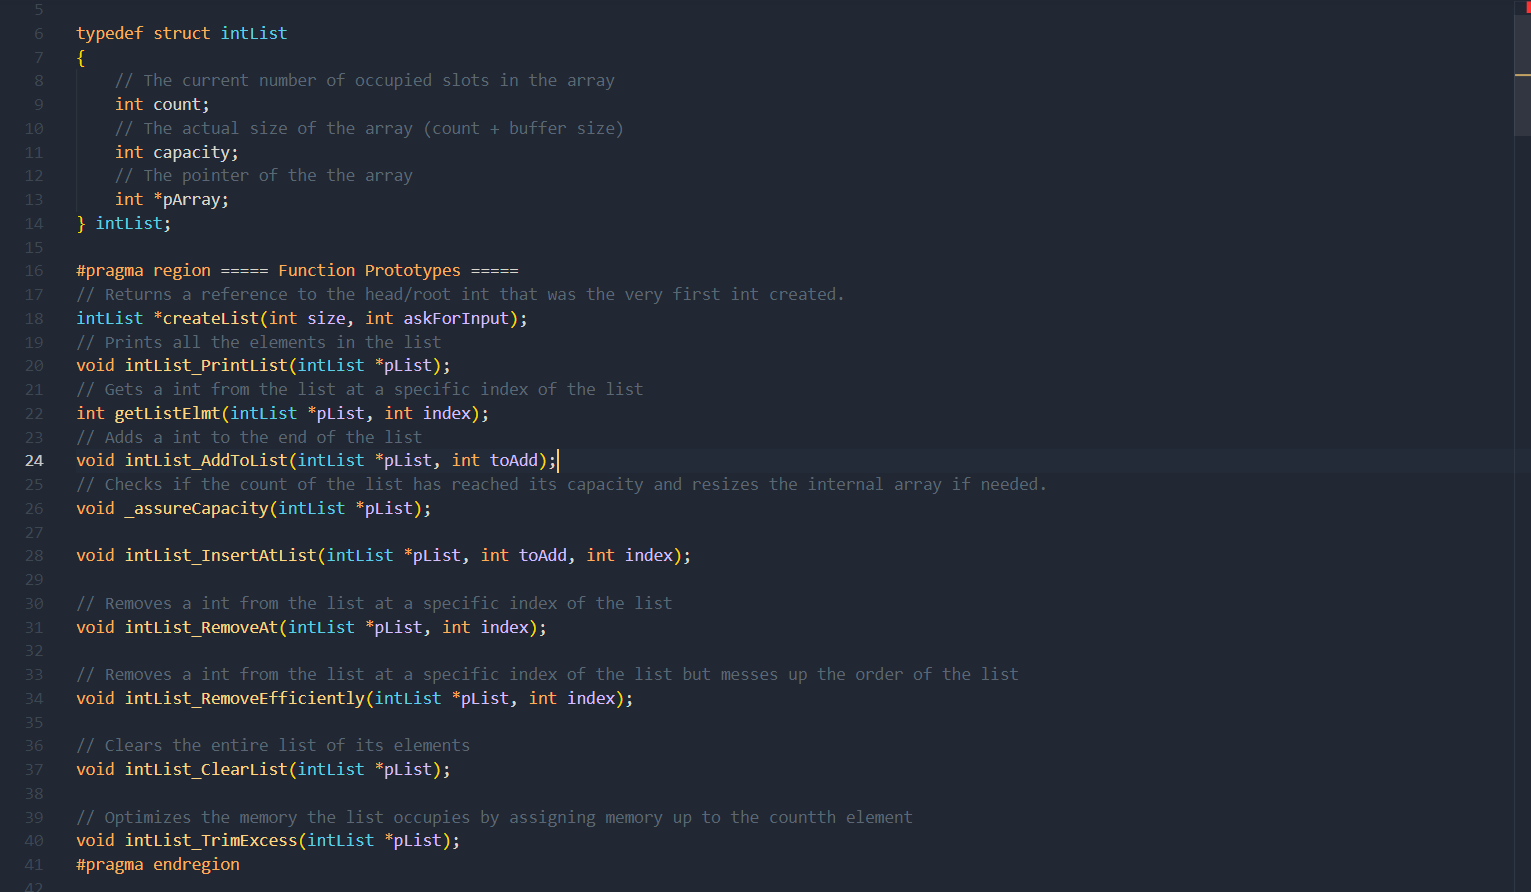 5
6 typedef struct intList
7 {
8 // The current number of occupied slots in the array
9 int count;
10 // The actual size of the array (count + buffer size)
11 int capacity;
12 // The pointer of the the array
13 int *pArray;
14 } intList;
15
16 #pragma region ===== Function Prototypes =====
17 // Returns a reference to the head/root int that was the very first int created.
18 intList *createList(int size, int askForInput);
19 // Prints all the elements in the list
20 void intList_PrintList(intList *pList);
21 // Gets a int from the list at a specific index of the list
22 int getListElmt(intList *pList, int index);
23 // Adds a int to the end of the list
24 void intList_AddToList(intList *pList, int toAdd);
25 // Checks if the count of the list has reached its capacity and resizes the internal array if needed.
26 void _assureCapacity(intList *pList);
27
28 void intList_InsertAtList(intList *pList, int toAdd, int index);
29
30 // Removes a int from the list at a specific index of the list
31 void intList_RemoveAt(intList *pList, int index);
32
33 // Removes a int from the list at a specific index of the list but messes up the order of the list
34 void intList_RemoveEfficiently(intList *pList, int index);
35
36 // Clears the entire list of its elements
37 void intList_ClearList(intList *pList);
38
39 // Optimizes the memory the list occupies by assigning memory up to the countth element
40 void intList_TrimExcess(intList *pList);
41 #pragma endregion
42